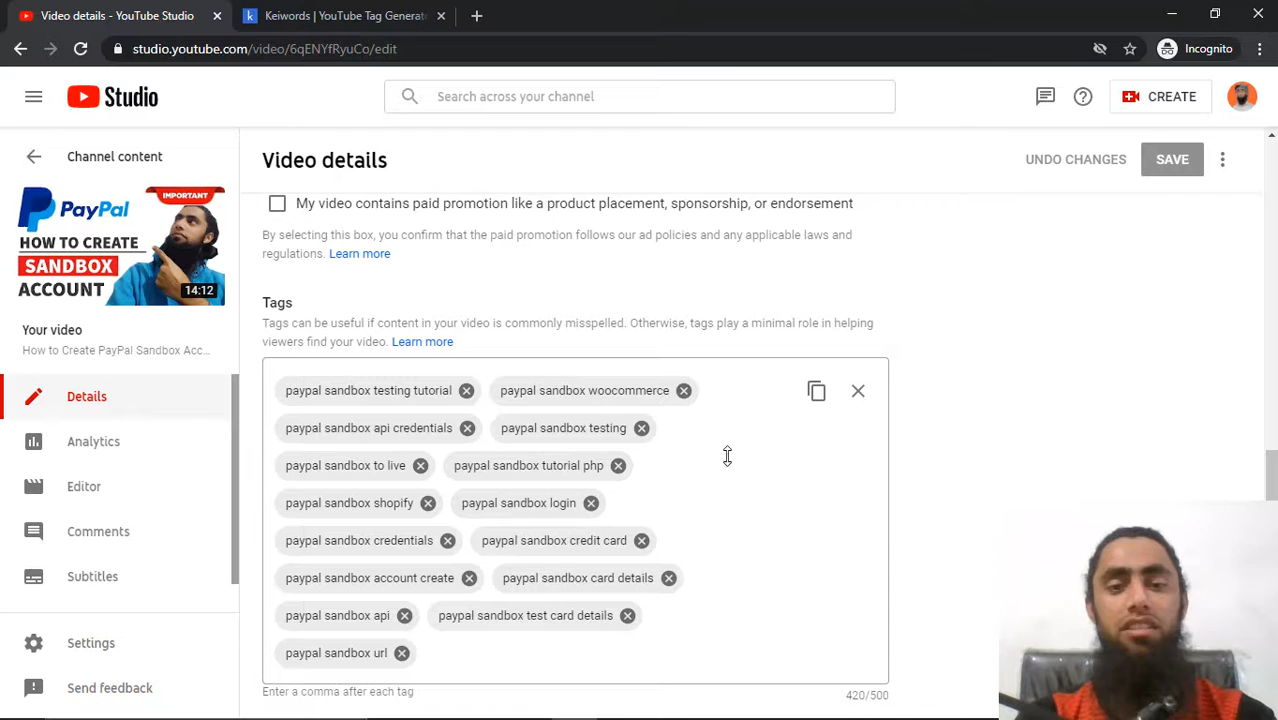 Video details - YouTube Studio
Keiwords | YouTube Tag Generat
studio.youtube.com/video/6qENYfRyuCo/edit
Incognito
Studio
Search across your channel
CREATE
Channel content
Video details
UNDO CHANGES
SAVE
IMPORTANT
PayPal
HOW TO CREATE
SANDBOX
ACCOUNT
14:12
Your video
How to Create PayPal Sandbox Acc...
Details
Analytics
Editor
Comments
Subtitles
Settings
Send feedback
My video contains paid promotion like a product placement, sponsorship, or endorsement
By selecting this box, you confirm that the paid promotion follows our ad policies and any applicable laws and
regulations. Learn more
Tags
Tags can be useful if content in your video is commonly misspelled. Otherwise, tags play a minimal role in helping
viewers find your video. Learn more
paypal sandbox testing tutorial paypal sandbox woocommerce
paypal sandbox api credentials paypal sandbox testing
paypal sandbox to live paypal sandbox tutorial php
paypal sandbox shopify paypal sandbox login
paypal sandbox credentials paypal sandbox credit card
paypal sandbox account create paypal sandbox card details
paypal sandbox api paypal sandbox test card details
paypal sandbox url
Enter a comma after each tag
420/500